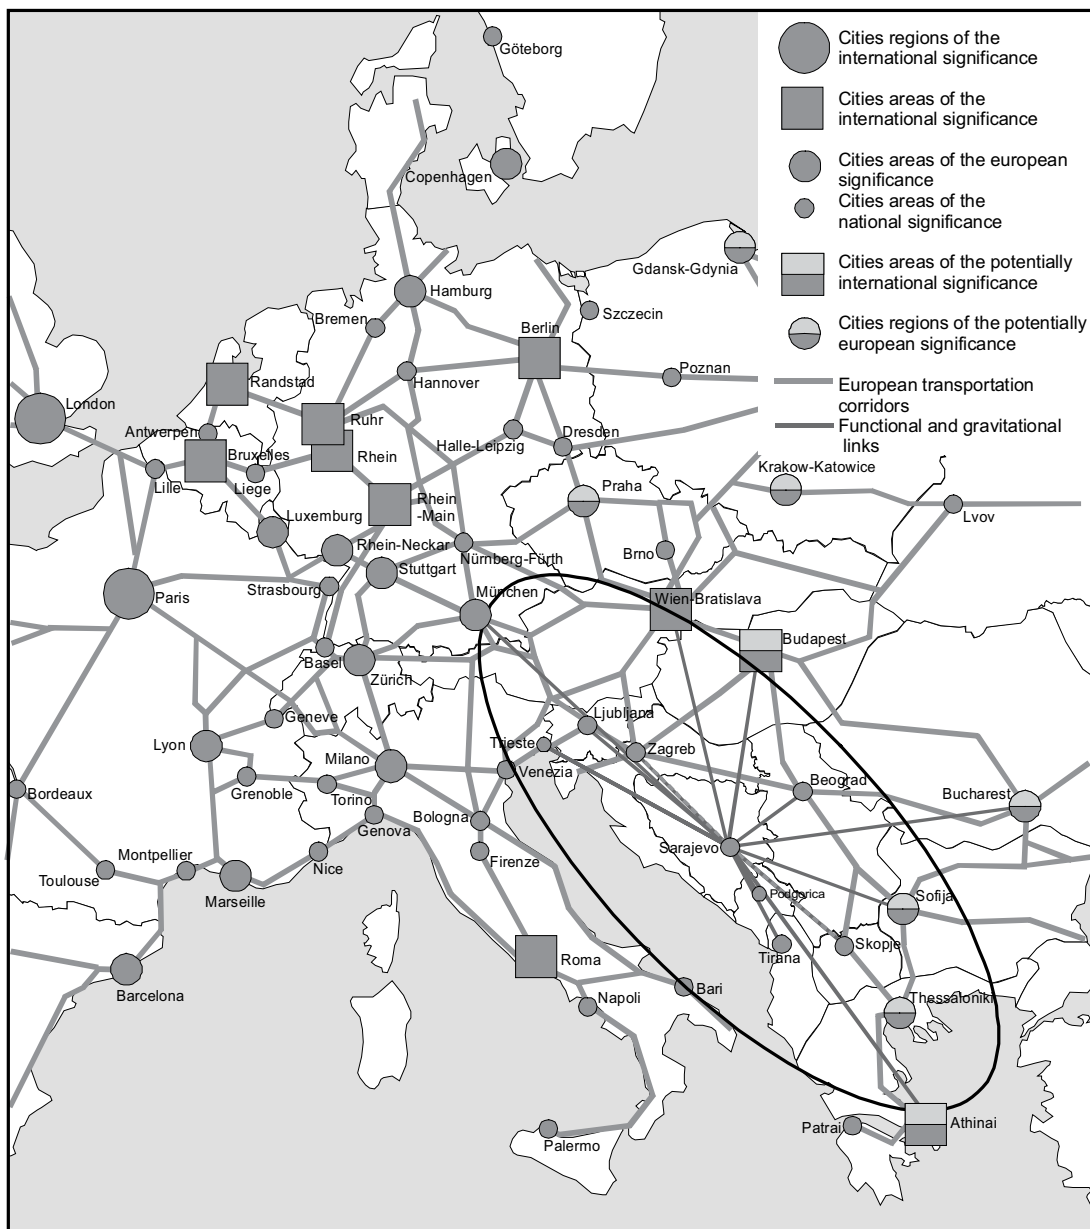 Göteborg
Copenhagen
Gdansk-Gdynia
Hamburg
Bremen
Szczecin
Berlin
Randstad
Hannover
Poznan
London
Ruhr
Antwerpen
Halle-Leipzig
Dresden
Bruxelles
Rhein
Lille
Liege
Krakow-Katowice
Praha
Rhein
-Main
Luxemburg
Lvov
Rhein-Neckar
Nürnberg-Fürth
Brno
Stuttgart
Strasbourg
München
Paris
Wien-Bratislava
Budapest
Basel
Zürich
Geneve
Ljubljana
Lyon
Trieste
Zagreb
Milano
Venezia
Grenoble
Torino
Beograd
Bucharest
Bordeaux
Bologna
Genova
Sarajevo
Montpellier
Nice
Firenze
Toulouse
Marseille
Podgorica
Sofija
Skopje
Tirana
Roma
Bari
Barcelona
Napoli
Thessaloniki
Patrai
Athinai
Palermo
Cities regions of the
international significance
Cities areas of the
international significance
Cities areas of the european
significance
Cities areas of the
national significance
Cities areas of the potentially
international significance
Cities regions of the potentially
european significance
European transportation
corridors
Functional and gravitational
links